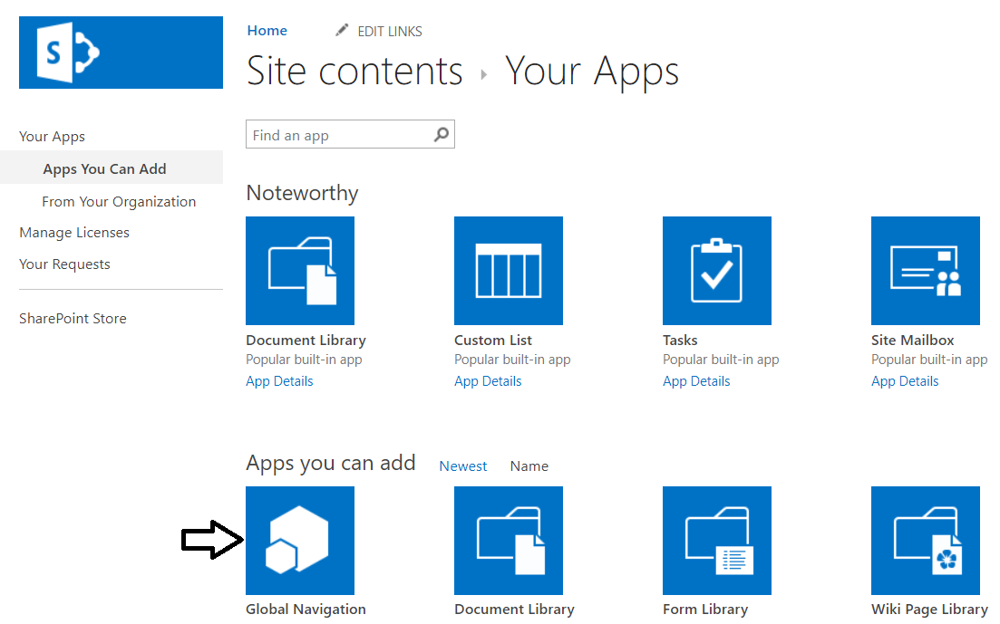 S
Home EDIT LINKS
Site contents Your Apps
Find an app
Your Apps
Apps You Can Add
From Your Organization
Manage Licenses
Your Requests
SharePoint Store
Noteworthy
Document Library Custom List Tasks Site Mailbox
Popular built-in app Popular built-in app Popular built-in app Popular built-in app
App Details App Details App Details App Details
Apps you can add Newest Name
Global Navigation Document Library Form Library Wiki Page Library